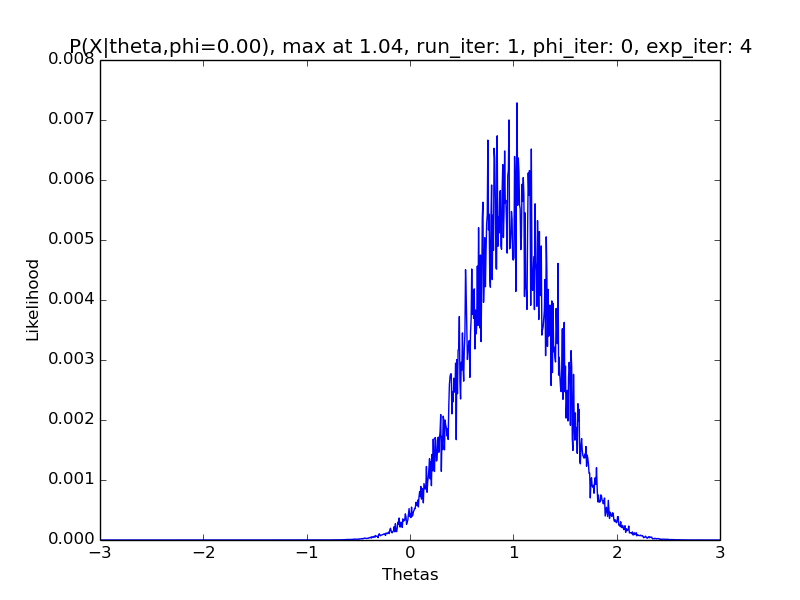 P(X|theta,phi=0.00), max at 1.04, run_iter: 1, phi_iter: 0, exp_iter: 4
0.008
0.007
0.006
0.005
0.004
0.003
0.002
0.001
0.000
Likelihood
−3 −2 −1 0 1 2 3
Thetas